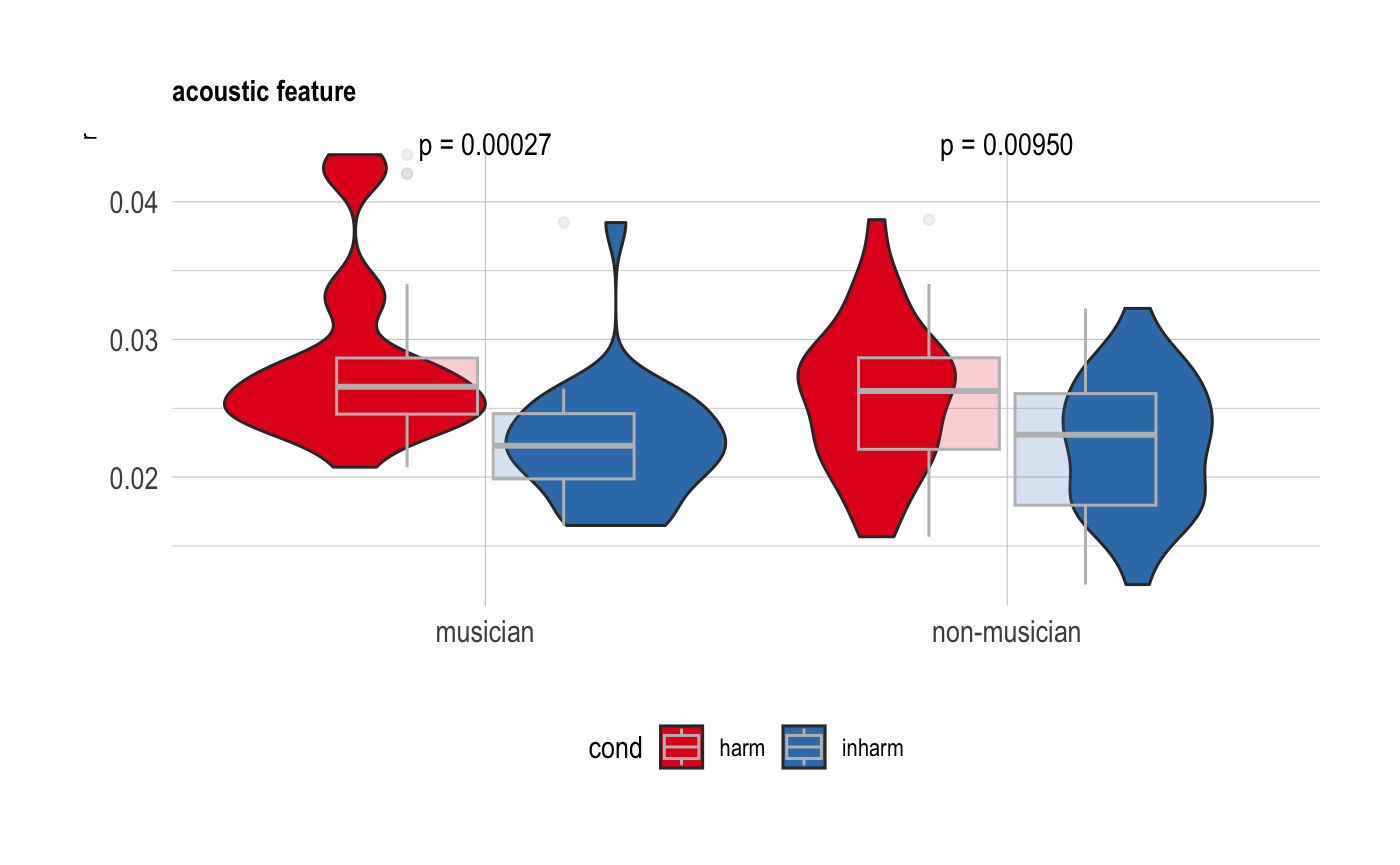 acoustic feature
r
p = 0.00027 p = 0.00950
0.04
0.03
0.02
musician non-musician
cond harm inharm